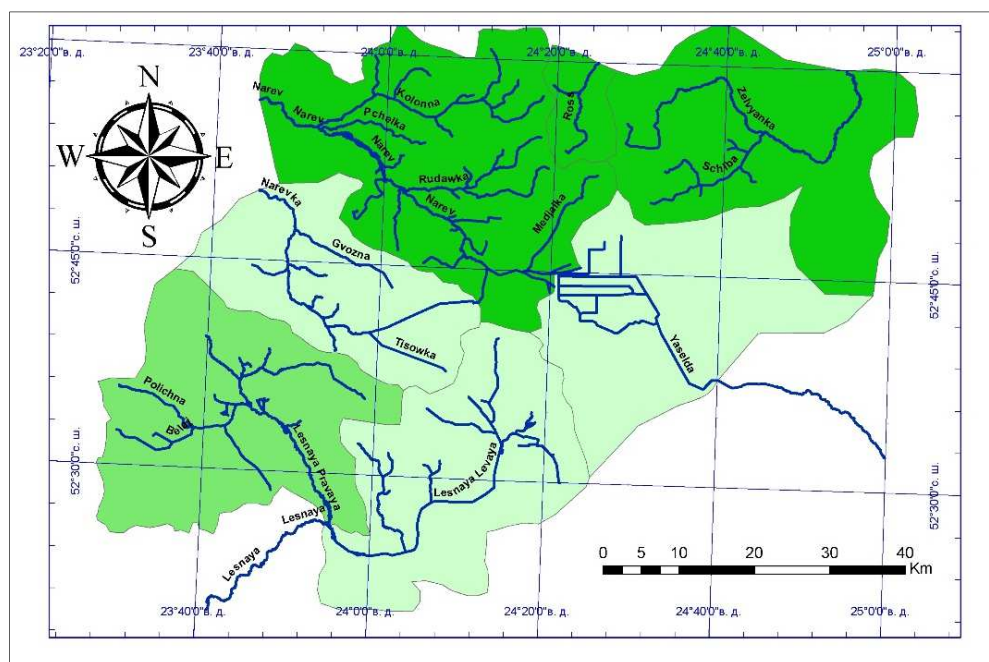 23°20'0"в. д.
23°40'0"в. д.
24°0'0"в. д.
24°20'0"в. д.
24°40'0"в. д.
25°0'0"в. д.
N
W
E
S
Narev
Narev
Kolonna
Pchelka
Ross
Zelvyanka
Narev
Schiba
Rudawka
Narevka
Narev
Medjanka
Gvozna
52°45'0"с. ш.
52°45'0"с. ш.
Tisowka
Yaselda
Polichna
Belaj
Lesnaya Pravaya
52°30'0"с. ш.
Lesnaya Levaya
52°30'0"с. ш.
Lesnaya
Lesnaya
0 5 10 20 30 40
Km
23°40'0"в. д.
24°0'0"в. д.
24°20'0"в. д.
24°40'0"в. д.
25°0'0"в. д.